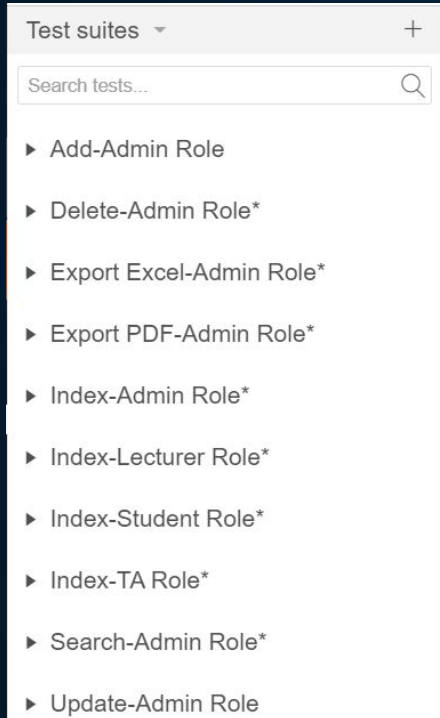 Test suites
Search tests...
Add-Admin Role
Delete-Admin Role*
Export Excel-Admin Role*
Export PDF-Admin Role*
Index-Admin Role*
Index-Lecturer Role*
Index-Student Role*
Index-TA Role*
Search-Admin Role*
Update-Admin Role